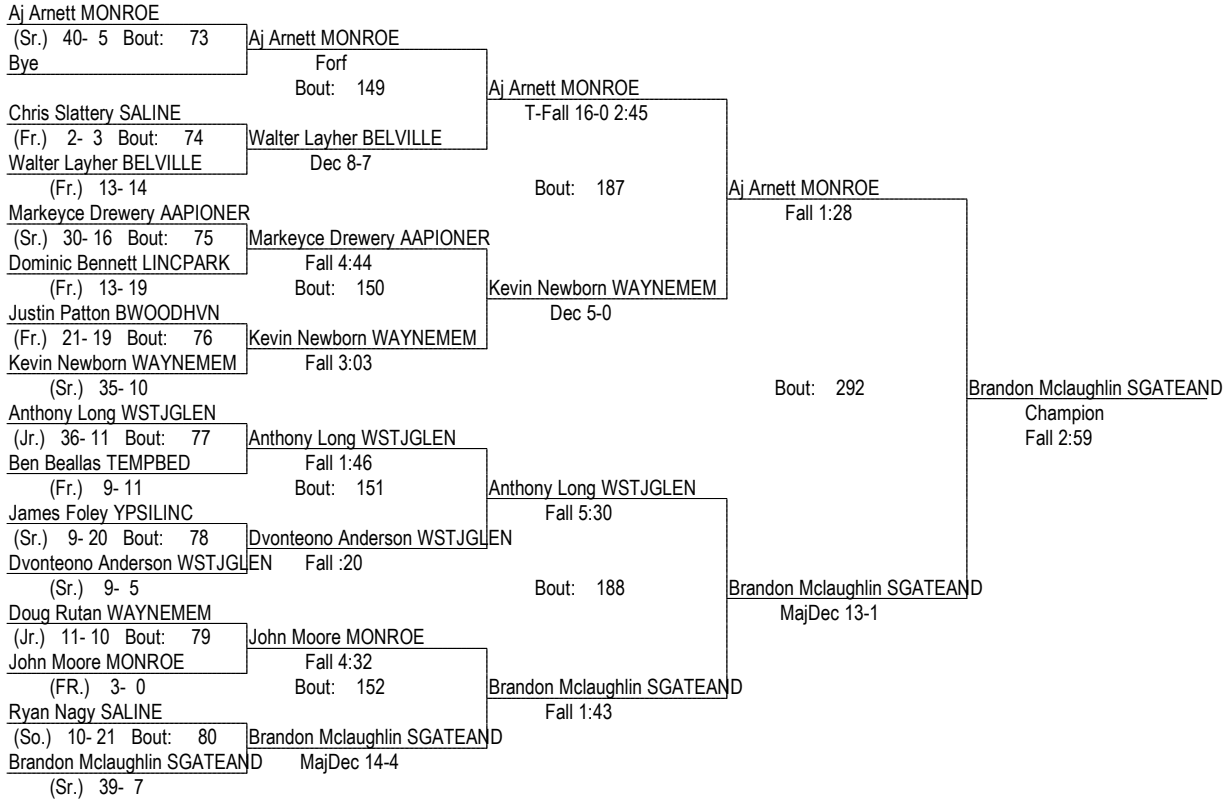 Aj Arnett MONROE
(Sr.) 40- 5 Bout: 73 Aj Arnett MONROE
Bye Forf
Bout: 149 Aj Arnett MONROE
Chris Slattery SALINE T-Fall 16-0 2:45
(Fr.) 2- 3 Bout: 74 Walter Layher BELVILLE
Walter Layher BELVILLE Dec 8-7
(Fr.) 13- 14 Bout: 187 Aj Arnett MONROE
Markeyce Drewery AAPIONER Fall 1:28
(Sr.) 30- 16 Bout: 75 Markeyce Drewery AAPIONER
Dominic Bennett LINCPARK Fall 4:44
(Fr.) 13- 19 Bout: 150 Kevin Newborn WAYNEMEM
Justin Patton BWOODHVN Dec 5-0
(Fr.) 21- 19 Bout: 76 Kevin Newborn WAYNEMEM
Kevin Newborn WAYNEMEM Fall 3:03
(Sr.) 35- 10 Bout: 292 Brandon Mclaughlin SGATEAND
Anthony Long WSTJGLEN Champion
(Jr.) 36- 11 Bout: 77 Anthony Long WSTJGLEN Fall 2:59
Ben Beallas TEMPBED Fall 1:46
(Fr.) 9- 11 Bout: 151 Anthony Long WSTJGLEN
James Foley YPSILINC Fall 5:30
(Sr.) 9- 20 Bout: 78 Dvonteono Anderson WSTJGLEN
Dvonteono Anderson WSTJGLEN Fall :20
(Sr.) 9- 5 Bout: 188 Brandon Mclaughlin SGATEAND
Doug Rutan WAYNEMEM MajDec 13-1
(Jr.) 11- 10 Bout: 79 John Moore MONROE
John Moore MONROE Fall 4:32
(FR.) 3- 0 Bout: 152 Brandon Mclaughlin SGATEAND
Ryan Nagy SALINE Fall 1:43
(So.) 10- 21 Bout: 80 Brandon Mclaughlin SGATEAND
Brandon Mclaughlin SGATEAND MajDec 14-4
(Sr.) 39- 7